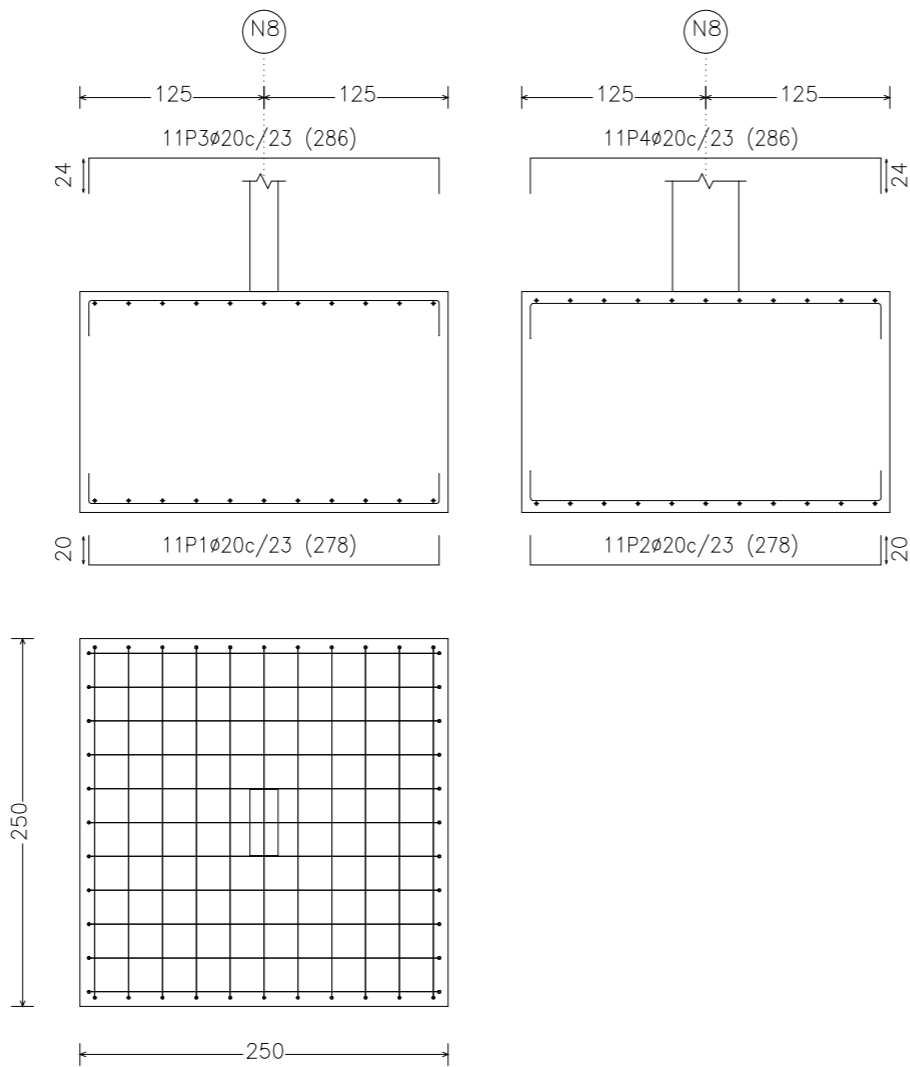 N8 N8
125 125 125 125
11P3ø20c/23 (286) 11P4ø20c/23 (286)
24 24
20 11P1ø20c/23 (278) 11P2ø20c/23 (278) 20
250
250